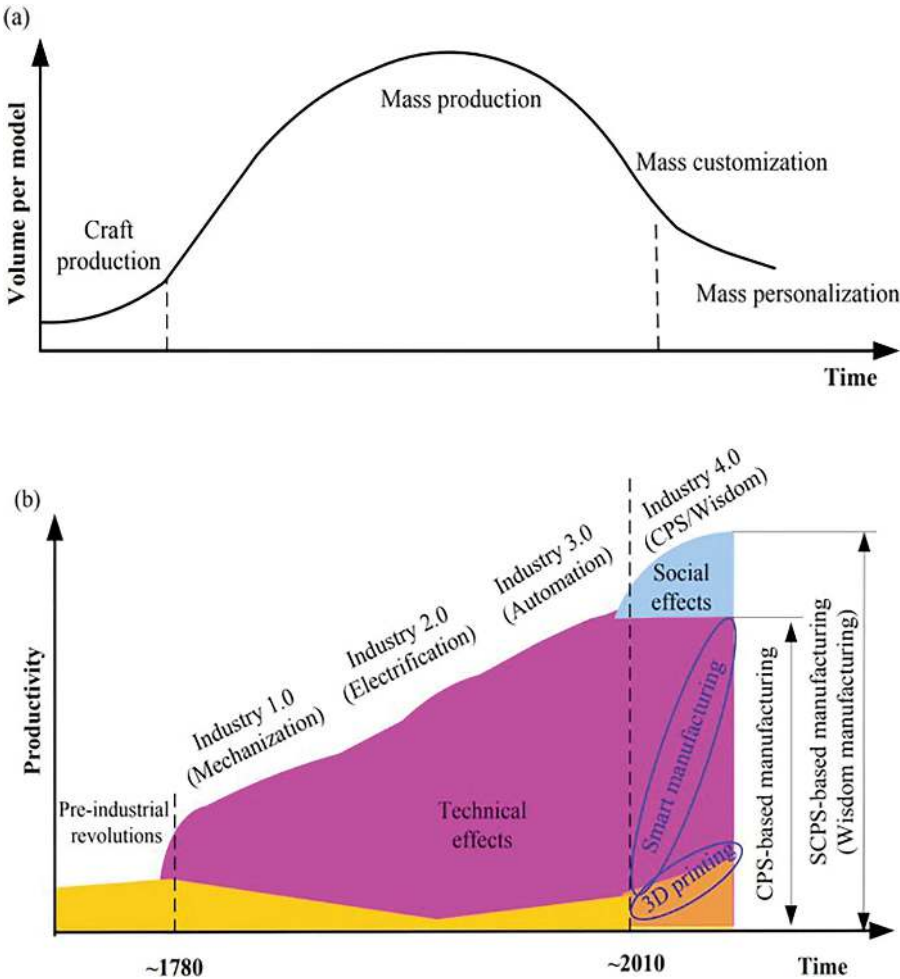 (a)
Volume per model
Craft
production
Mass production
Mass customization
Mass personalization
Time
(b)
Productivity
Pre-industrial
revolutions
Industry 1.0
(Mechanization)
Industry 2.0
(Electrification)
Industry 3.0
(Automation)
Industry 4.0
(CPS/Wisdom)
Social
effects
Technical
effects
Smart manufacturing
3D printing
CPS-based manufacturing
SCPS-based manufacturing
(Wisdom manufacturing)
~1780
~2010
Time